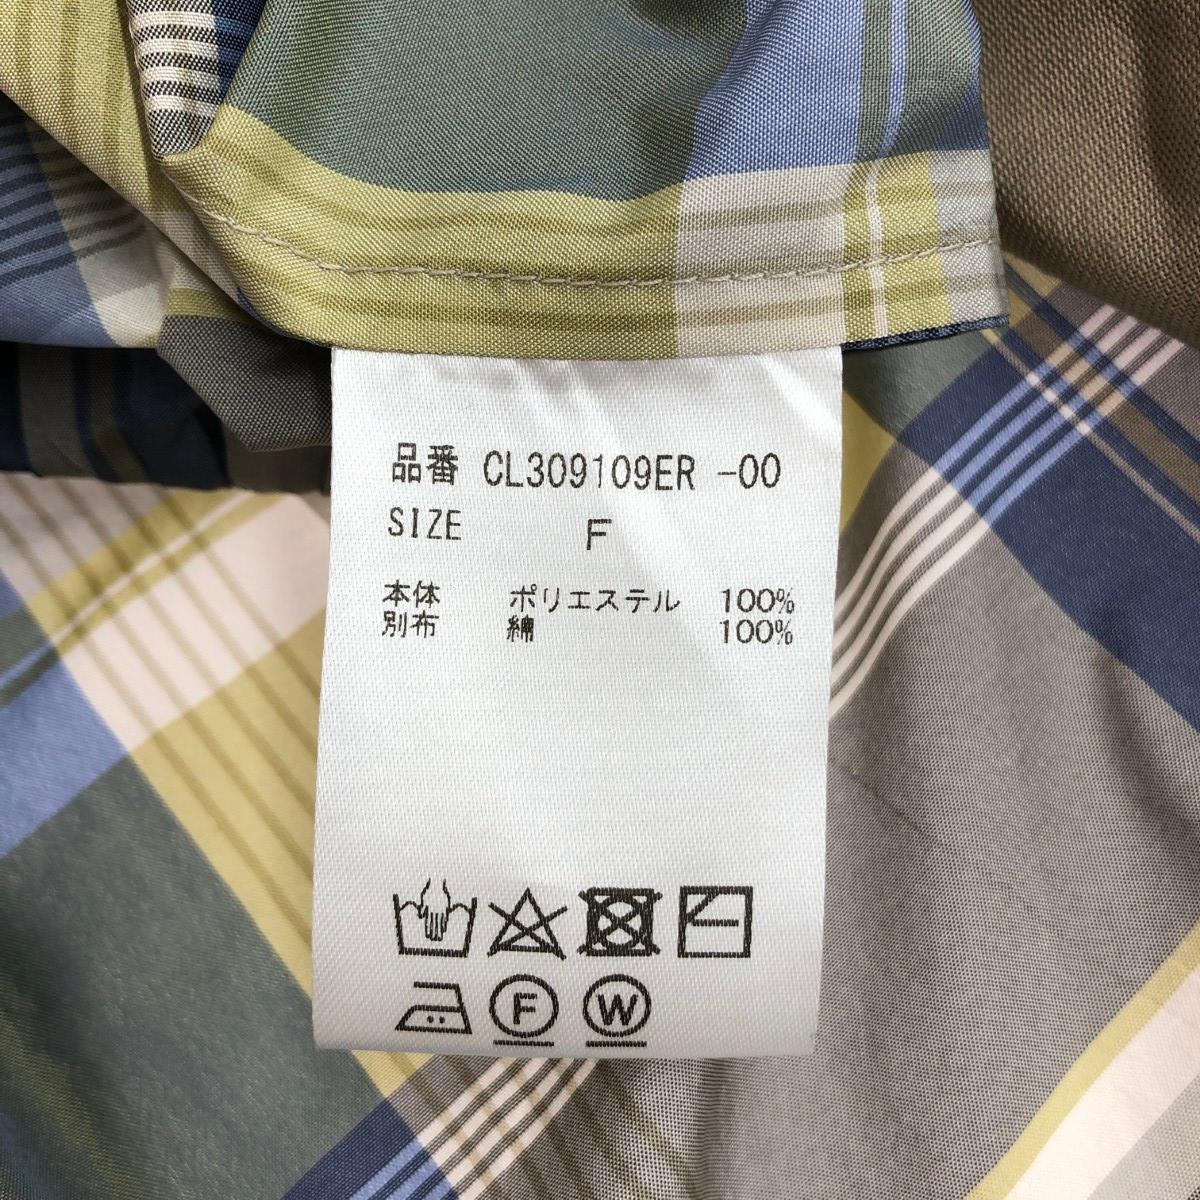 品番 CL309109ER -00
SIZE F
本体 ポリエステル 100%
別布 綿 100%
F W